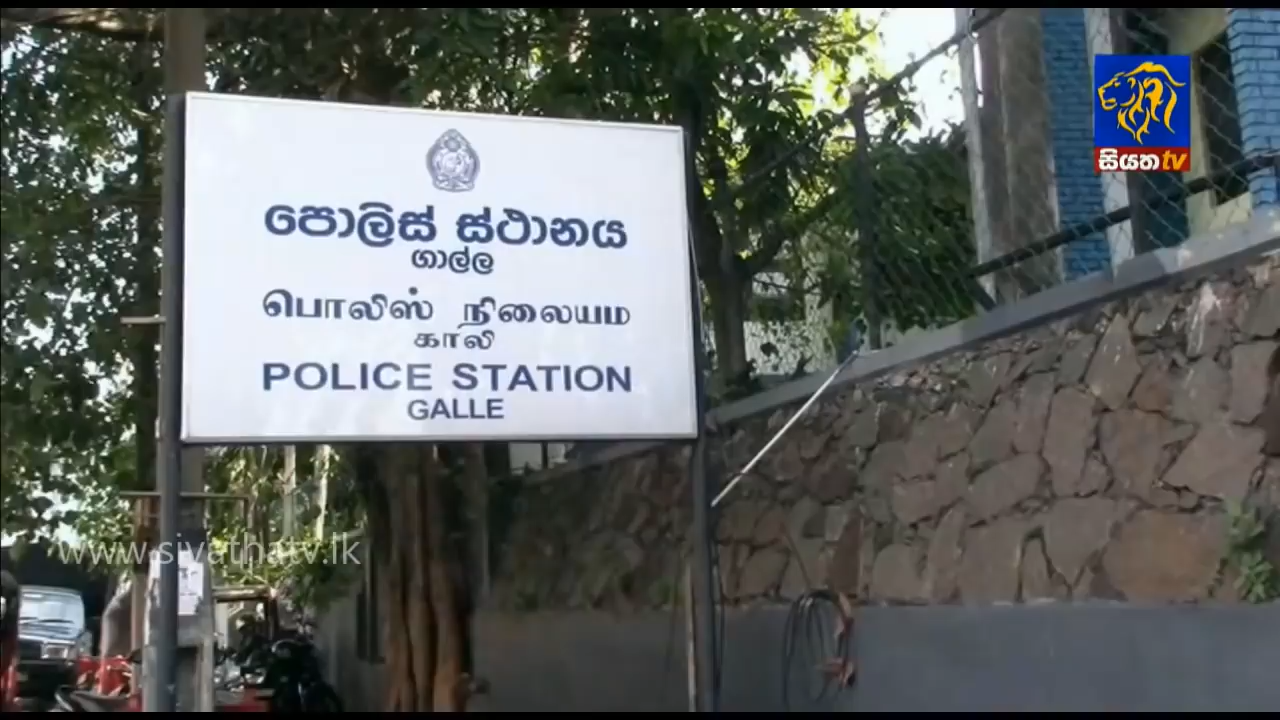 සියත tv
පොලිස් ස්ථානය
ගාල්ල
பொலிஸ் நிலையம
காலி
POLICE STATION
GALLE
www.siyathatv.lk